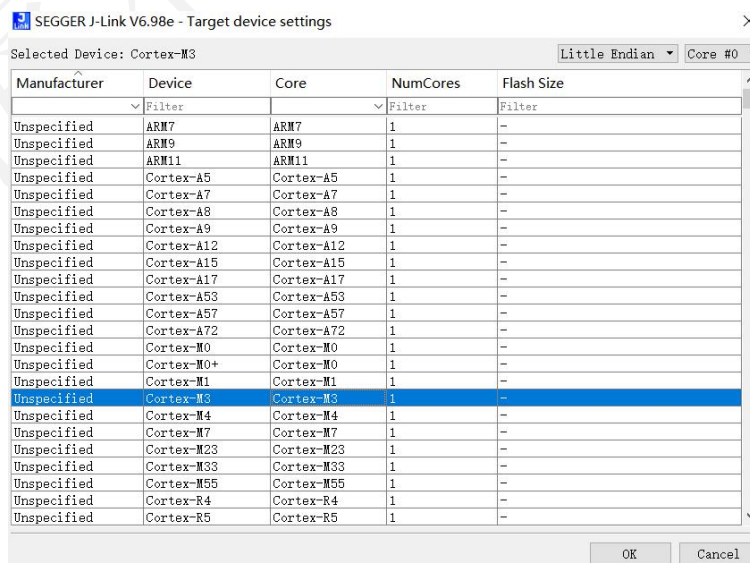 SEGGER J-Link V6.98e - Target device settings
Selected Device: Cortex-M3 Little Endian Core #0
Manufacturer Device Core NumCores Flash Size
Filter Filter Filter
Unspecified ARM7 ARM7 1 -
Unspecified ARM9 ARM9 1 -
Unspecified ARM11 ARM11 1 -
Unspecified Cortex-A5 Cortex-A5 1 -
Unspecified Cortex-A7 Cortex-A7 1 -
Unspecified Cortex-A8 Cortex-A8 1 -
Unspecified Cortex-A9 Cortex-A9 1 -
Unspecified Cortex-A12 Cortex-A12 1 -
Unspecified Cortex-A15 Cortex-A15 1 -
Unspecified Cortex-A17 Cortex-A17 1 -
Unspecified Cortex-A53 Cortex-A53 1 -
Unspecified Cortex-A57 Cortex-A57 1 -
Unspecified Cortex-A72 Cortex-A72 1 -
Unspecified Cortex-M0 Cortex-M0 1 -
Unspecified Cortex-M0+ Cortex-M0 1 -
Unspecified Cortex-M1 Cortex-M1 1 -
Unspecified Cortex-M3 Cortex-M3 1 -
Unspecified Cortex-M4 Cortex-M4 1 -
Unspecified Cortex-M7 Cortex-M7 1 -
Unspecified Cortex-M23 Cortex-M23 1 -
Unspecified Cortex-M33 Cortex-M33 1 -
Unspecified Cortex-M55 Cortex-M55 1 -
Unspecified Cortex-R4 Cortex-R4 1 -
Unspecified Cortex-R5 Cortex-R5 1 -
OK Cancel